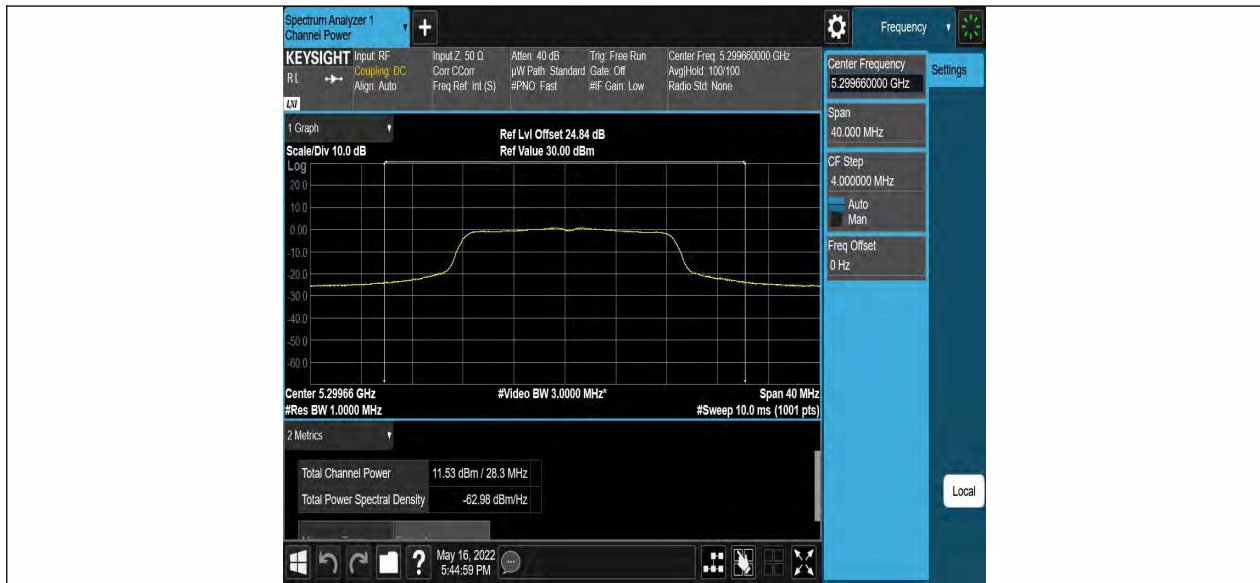 Spectrum Analyzer 1
Channel Power
+
Frequency
KEYSIGHT
RL
LXI
Input: RF
Coupling: DC
Align: Auto
Input Z: 50 Ω
Corr CCorr
Freq Ref: Int (S)
Atten: 40 dB
µW Path: Standard
#PNO: Fast
Trig: Free Run
Gate: Off
#IF Gain: Low
Center Freq: 5.299660000 GHz
Avg|Hold: 100/100
Radio Std: None
Center Frequency
5.299660000 GHz
Settings
Span
40.000 MHz
CF Step
4.000000 MHz
Auto
Man
Freq Offset
0 Hz
1 Graph
Scale/Div 10.0 dB
Ref Lvl Offset 24.84 dB
Ref Value 30.00 dBm
Log
20.0
10.0
0.00
-10.0
-20.0
-30.0
-40.0
-50.0
-60.0
Center 5.29966 GHz
#Video BW 3.0000 MHz*
Span 40 MHz
#Res BW 1.0000 MHz
#Sweep 10.0 ms (1001 pts)
2 Metrics
Total Channel Power 11.53 dBm / 28.3 MHz
Total Power Spectral Density -62.98 dBm/Hz
Local
?
May 16, 2022
5:44:59 PM